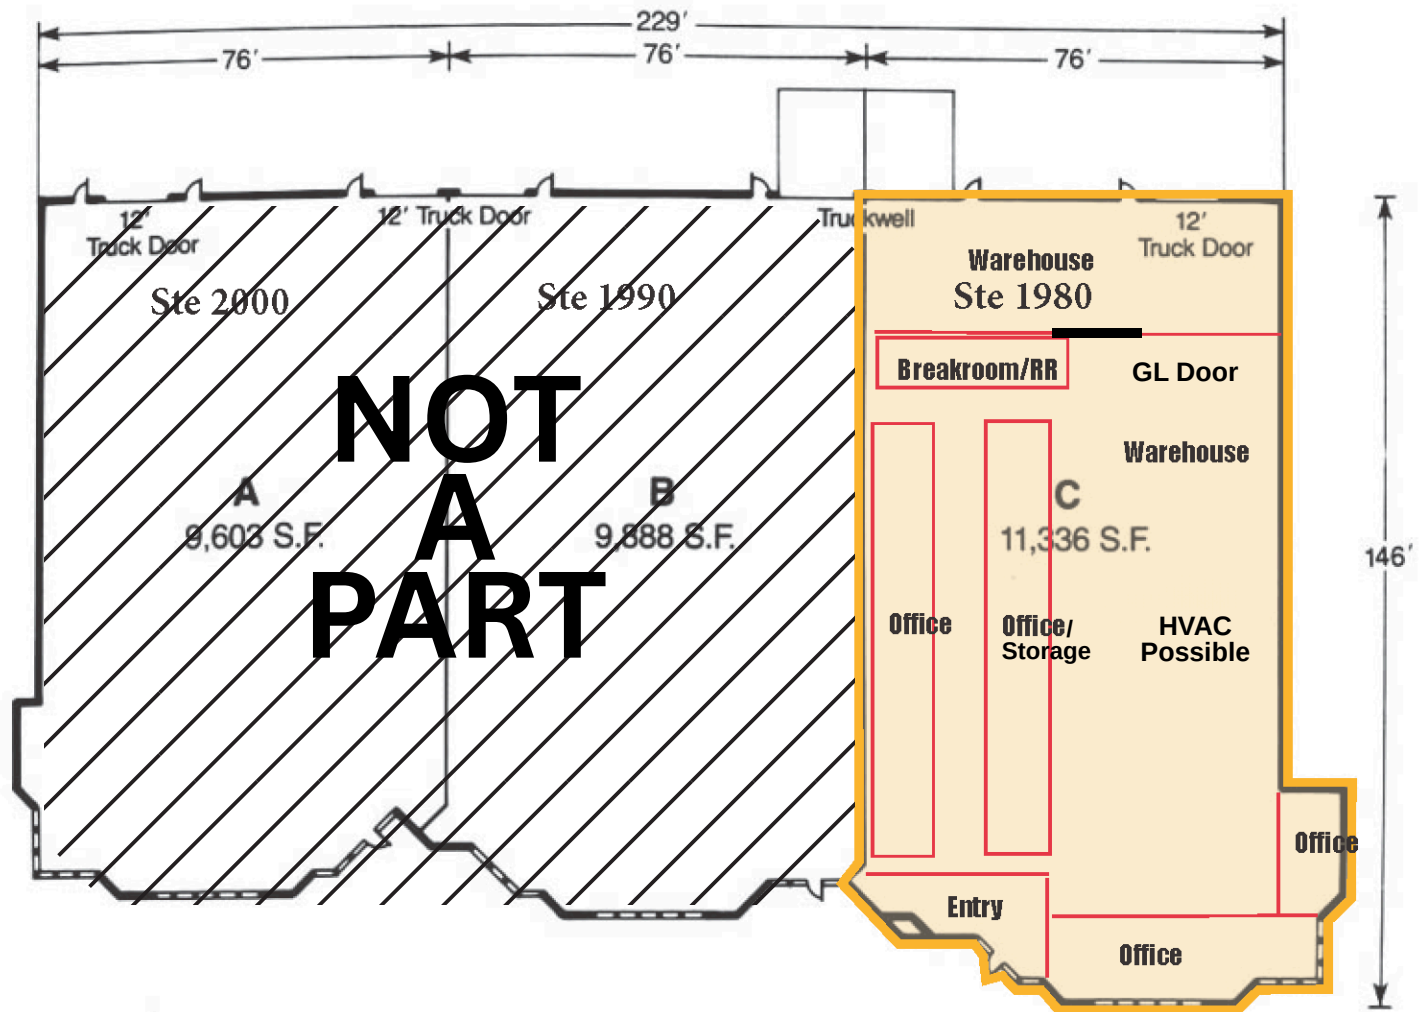 229′
76′
76′
76′
12′
Truck Door
12′ Truck Door
Truckwell
12′
Truck Door
Ste 2000
Ste 1990
Warehouse
Ste 1980
NOT
A
PART
A
9,603 S.F.
B
9,888 S.F.
Breakroom/RR
GL Door
Warehouse
C
11,336 S.F.
146′
Office
Office/
Storage
HVAC
Possible
Office
Entry
Office